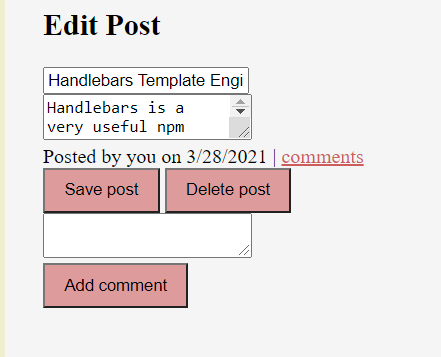 Edit Post
Handlebars Template Engi
Handlebars is a
very useful npm
Posted by you on 3/28/2021 | comments
Save post Delete post
Add comment